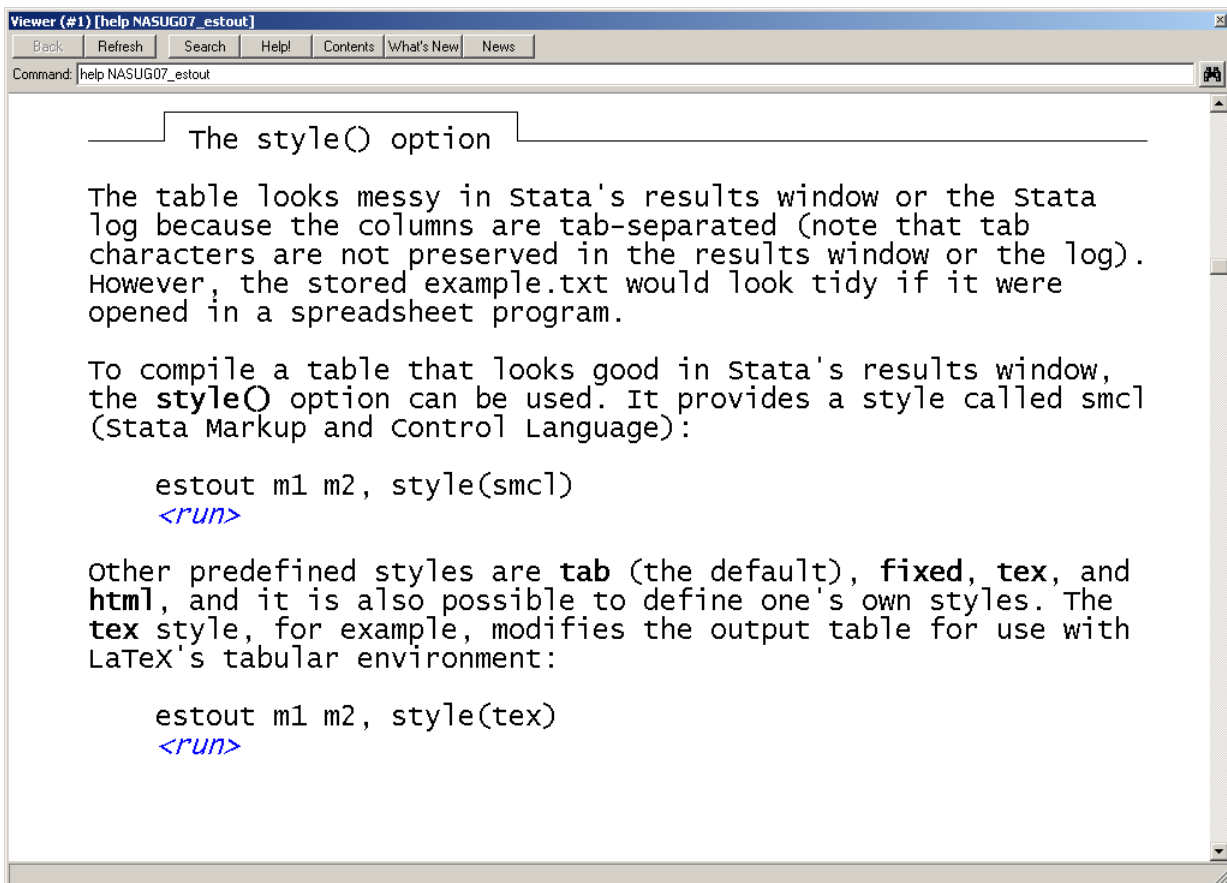 Viewer (#1) [help NASUG07_estout]
Back Refresh Search Help! Contents What's New News
Command: help NASUG07_estout
The style() option
The table looks messy in Stata's results window or the Stata
log because the columns are tab-separated (note that tab
characters are not preserved in the results window or the log).
However, the stored example.txt would look tidy if it were
opened in a spreadsheet program.
To compile a table that looks good in Stata's results window,
the style() option can be used. It provides a style called smcl
(Stata Markup and Control Language):
estout m1 m2, style(smcl)
<run>
Other predefined styles are tab (the default), fixed, tex, and
html, and it is also possible to define one's own styles. The
tex style, for example, modifies the output table for use with
LaTeX's tabular environment:
estout m1 m2, style(tex)
<run>